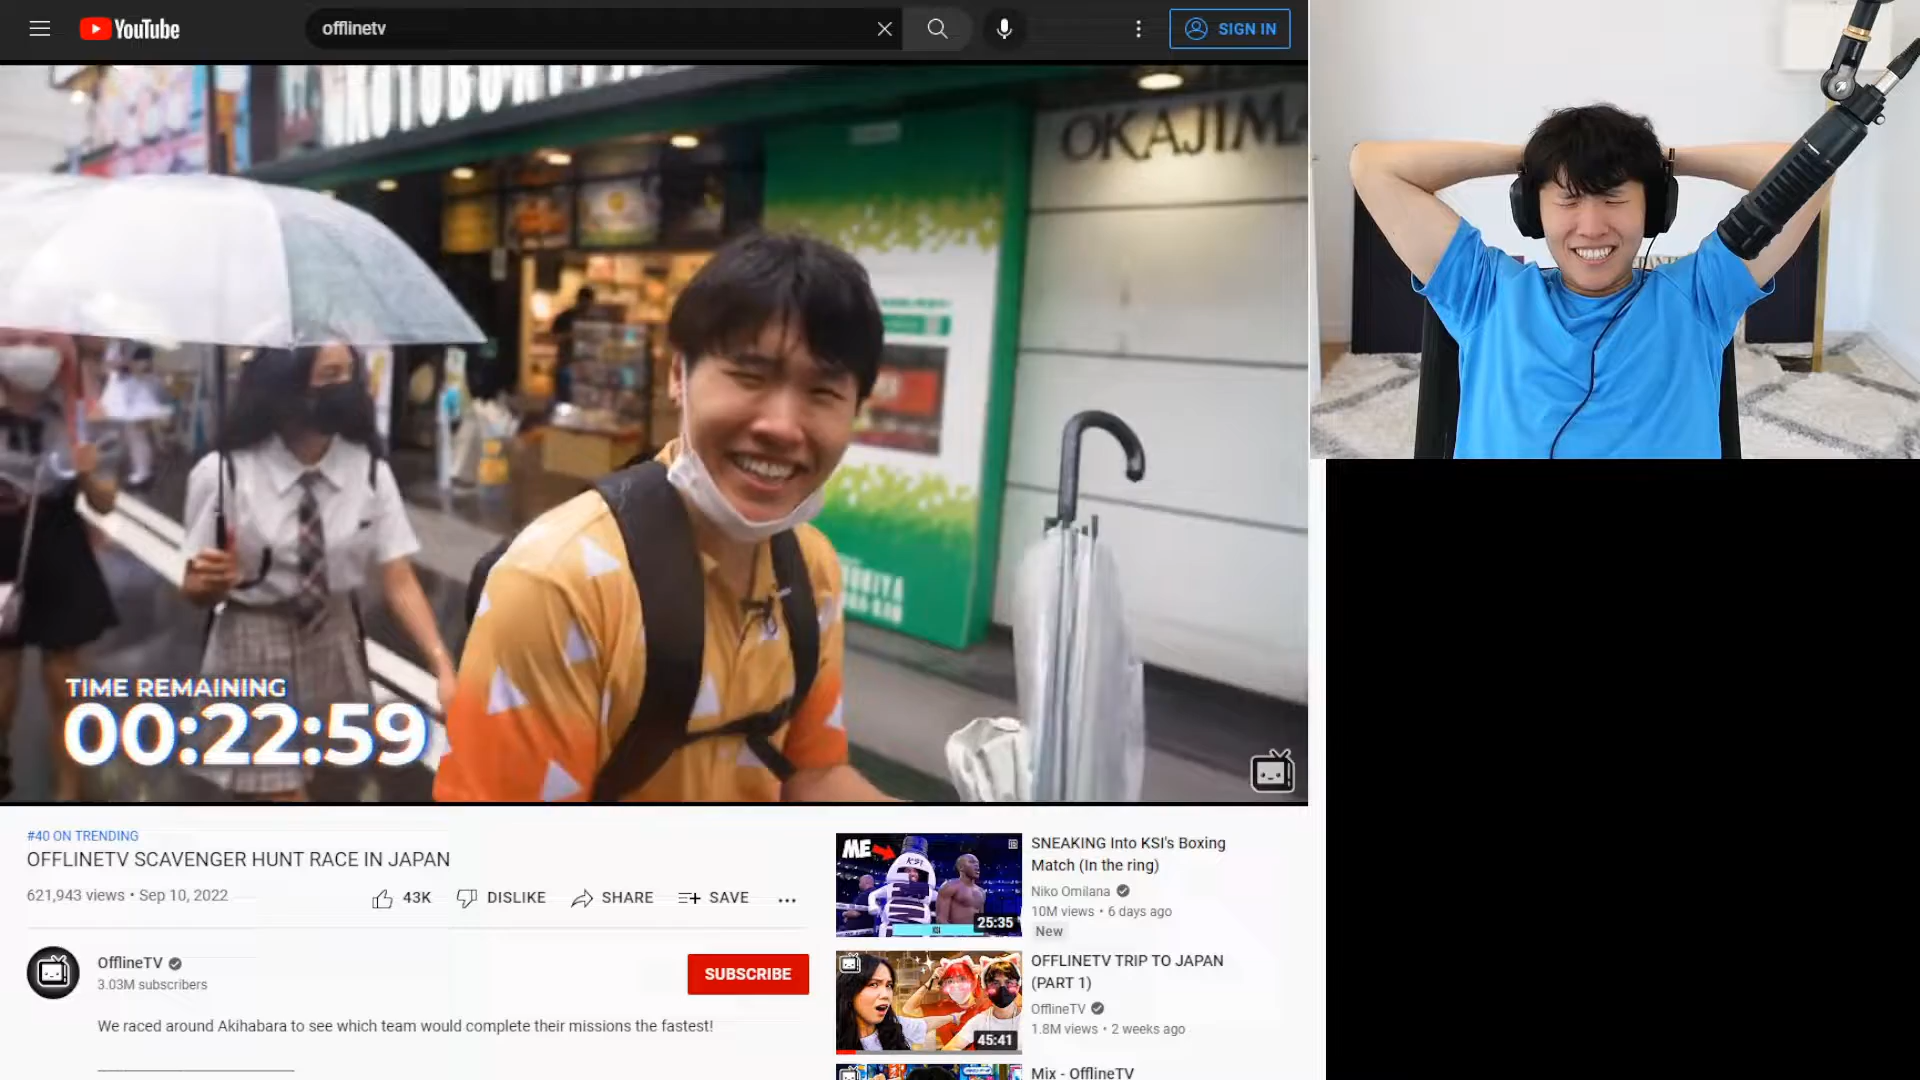 YouTube
offlinetv
SIGN IN
OKAJIMA
TIME REMAINING
00:22:59
#40 ON TRENDING
OFFLINETV SCAVENGER HUNT RACE IN JAPAN
621,943 views • Sep 10, 2022
43K
DISLIKE
SHARE
SAVE
OfflineTV
3.03M subscribers
SUBSCRIBE
We raced around Akihabara to see which team would complete their missions the fastest!
ME
KSI
25:35
SNEAKING Into KSI's Boxing
Match (In the ring)
Niko Omilana
10M views • 6 days ago
New
45:41
OFFLINETV TRIP TO JAPAN
(PART 1)
OfflineTV
1.8M views • 2 weeks ago
Mix - OfflineTV